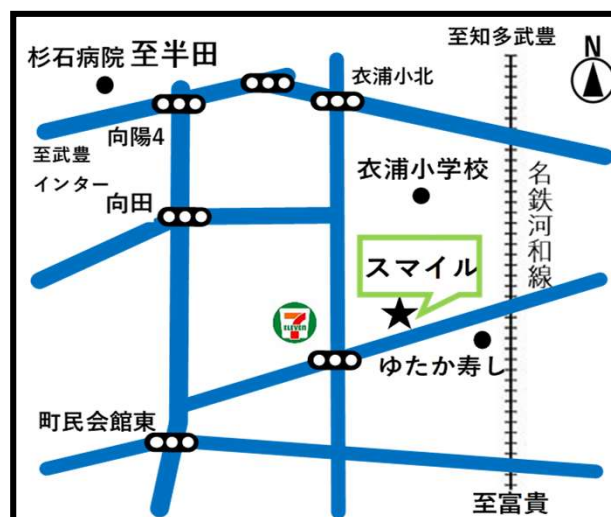 至知多武豊
N
杉石病院
至半田
衣浦小北
向陽4
至武豊
インター
衣浦小学校
向田
名鉄河和線
スマイル
7
ELEVEN
ゆたか寿し
町民会館東
至富貴